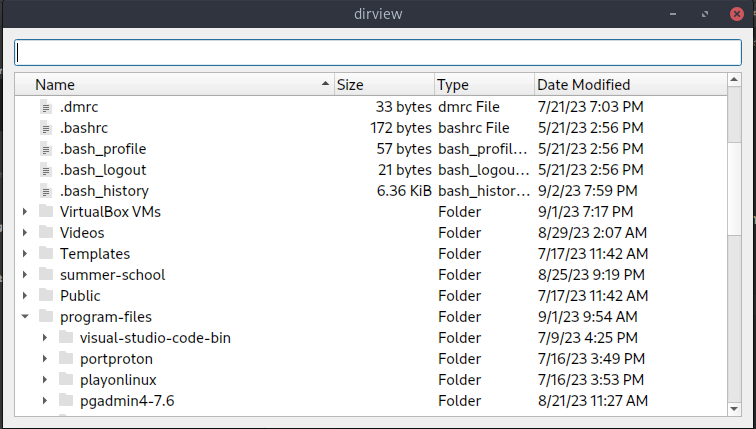 dirview
Name Size Type Date Modified
.dmrc 33 bytes dmrc File 7/21/23 7:03 PM
.bashrc 172 bytes bashrc File 5/21/23 2:56 PM
.bash_profile 57 bytes bash_profil... 5/21/23 2:56 PM
.bash_logout 21 bytes bash_logou... 5/21/23 2:56 PM
.bash_history 6.36 KiB bash_histor... 9/2/23 7:59 PM
VirtualBox VMs Folder 9/1/23 7:17 PM
Videos Folder 8/29/23 2:07 AM
Templates Folder 7/17/23 11:42 AM
summer-school Folder 8/25/23 9:19 PM
Public Folder 7/17/23 11:42 AM
program-files Folder 9/1/23 9:54 AM
visual-studio-code-bin Folder 7/9/23 4:25 PM
portproton Folder 7/16/23 3:49 PM
playonlinux Folder 7/16/23 3:53 PM
pgadmin4-7.6 Folder 8/21/23 11:27 AM